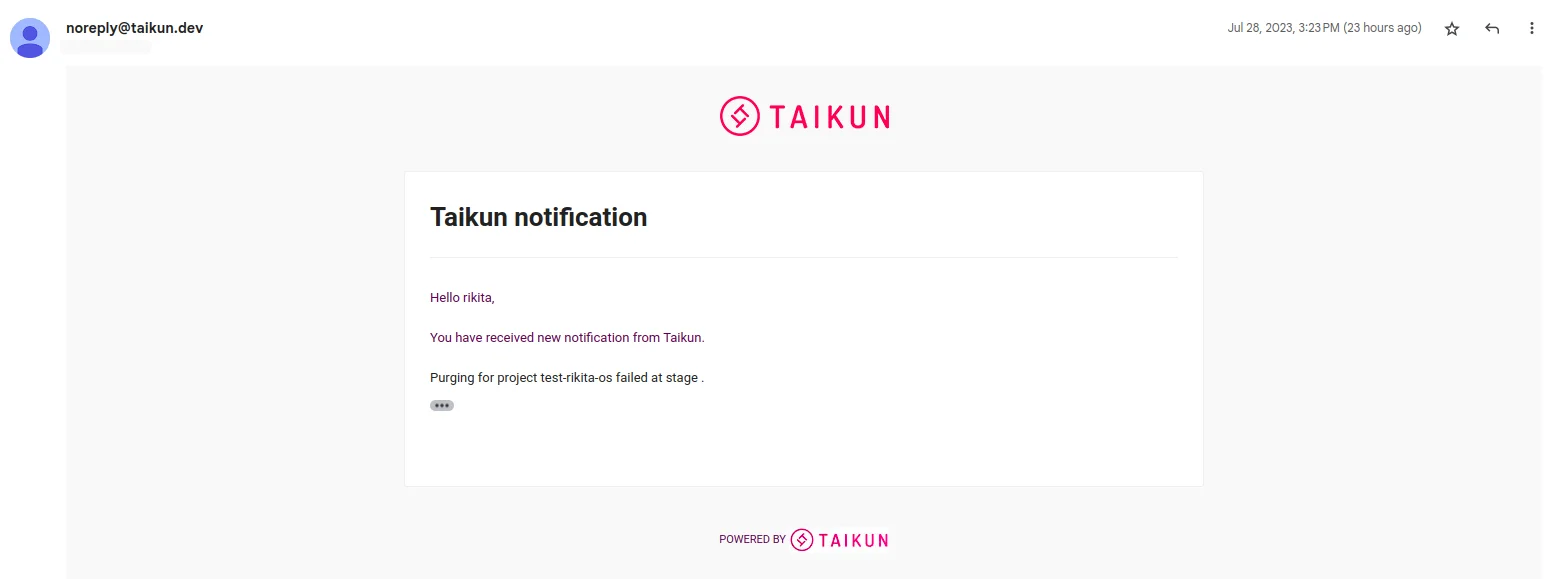 noreply@taikun.dev
Jul 28, 2023, 3:23 PM (23 hours ago)
TAIKUN
Taikun notification
Hello rikita,
You have received new notification from Taikun.
Purging for project test-rikita-os failed at stage .
POWERED BY TAIKUN